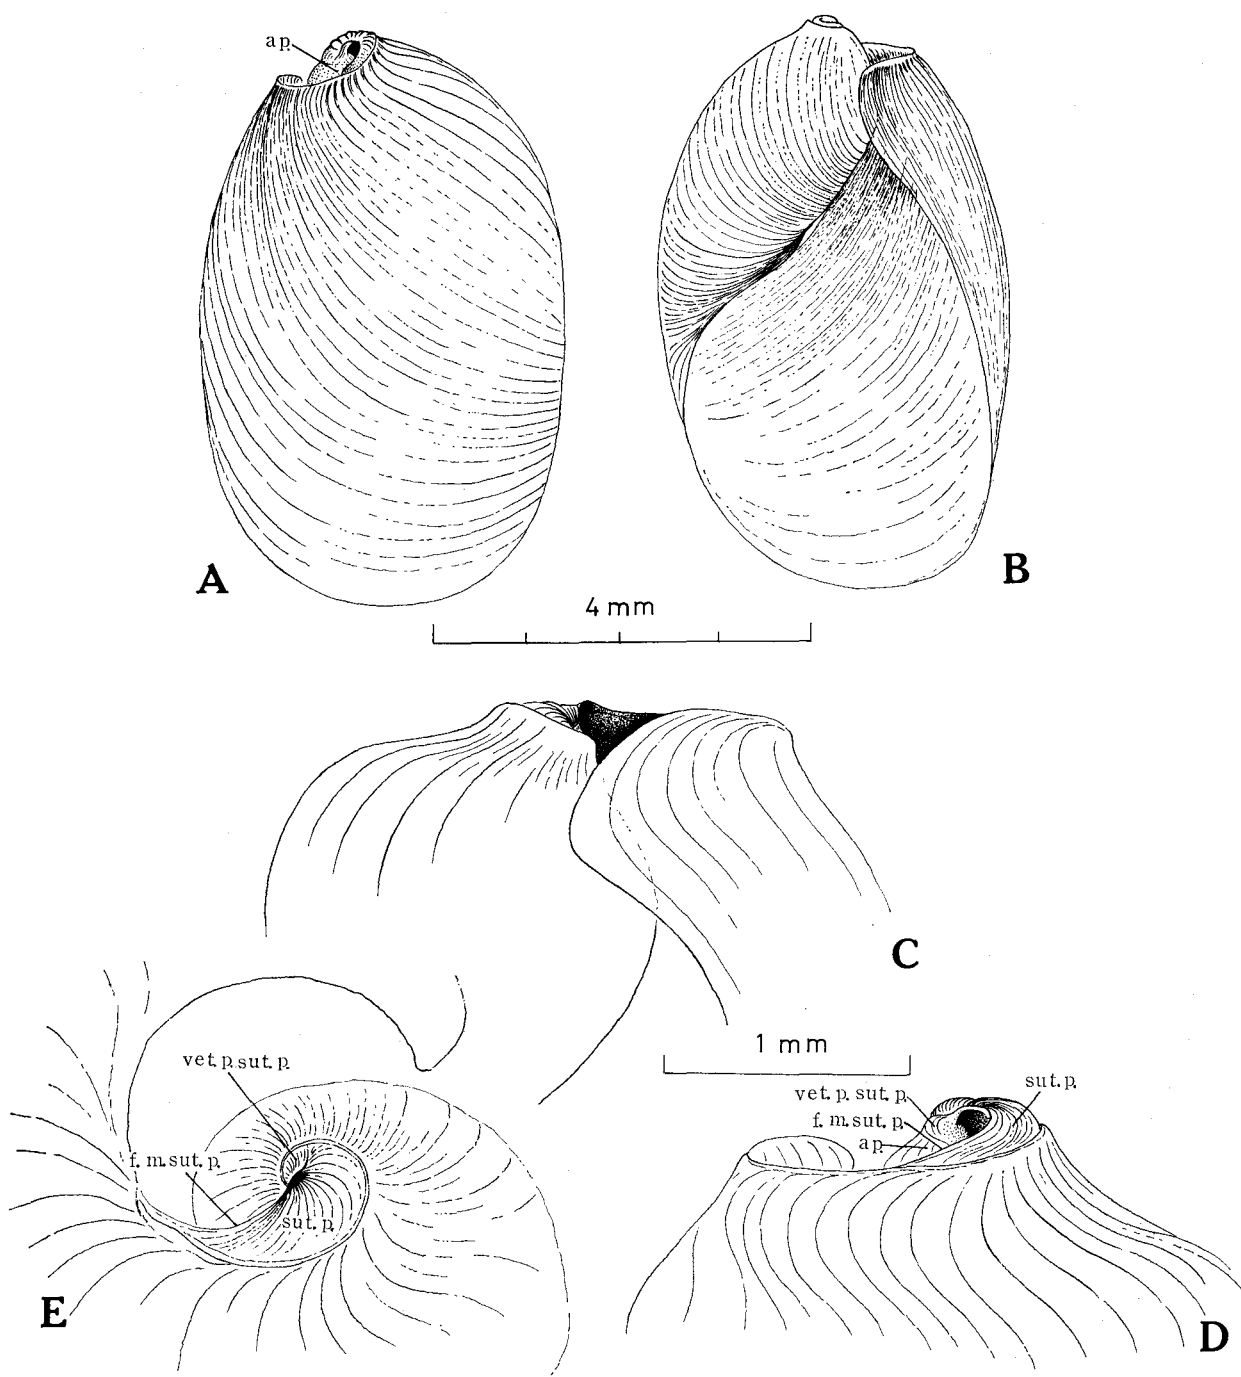 a p.
A
B
4 mm
C
1 mm
vet. p. sut. p.
sut. p.
f. m. sut. p.
a p.
vet. p. sut. p.
f. m. sut. p.
sut. p.
E
D